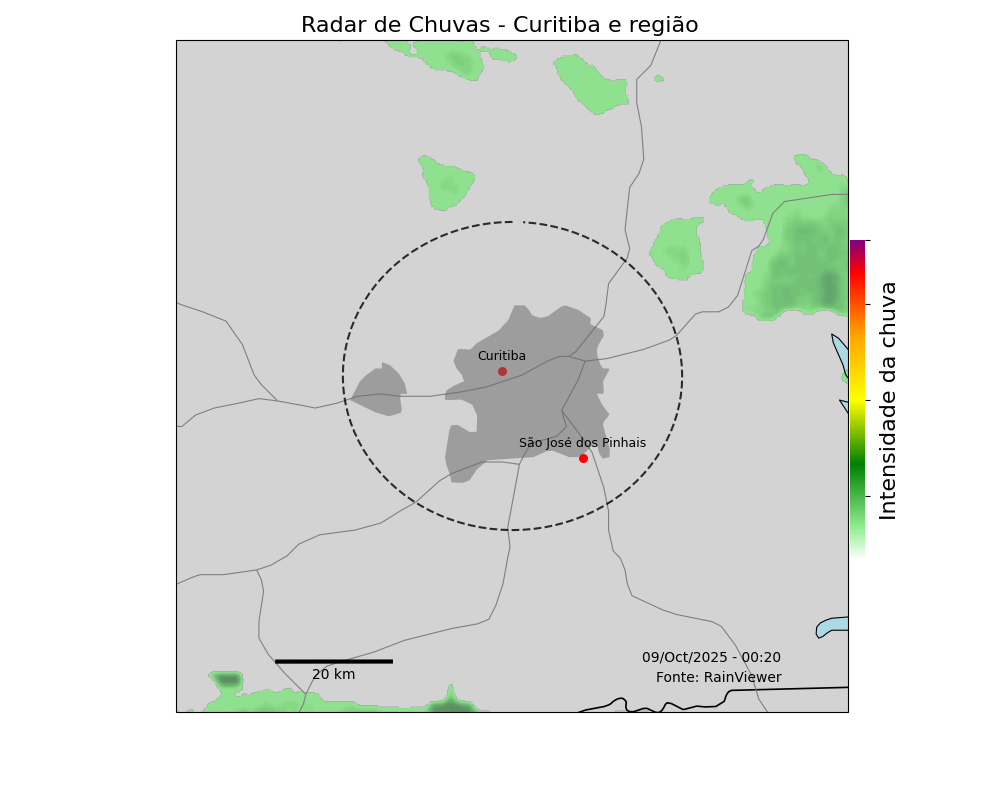 Radar de Chuvas - Curitiba e região
Curitiba
São José dos Pinhais
Intensidade da chuva
09/Oct/2025 - 00:20
Fonte: RainViewer
20 km